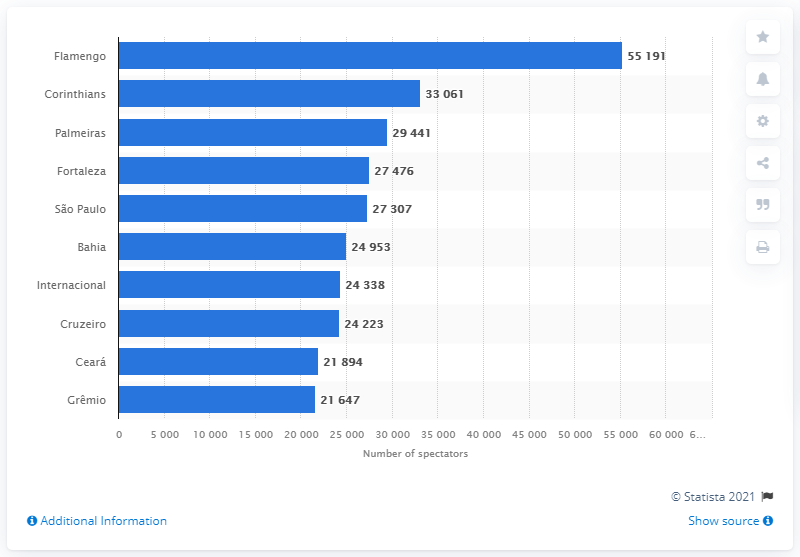 Flamengo 55 191
Corinthians 33 061
Palmeiras 29 441
Fortaleza 27 476
São Paulo 27 307
Bahia 24 953
Internacional 24 338
Cruzeiro 24 223
Ceará 21 894
Grêmio 21 647
0 5 000 10 000 15 000 20 000 25 000 30 000 35 000 40 000 45 000 50 000 55 000 60 000 6...
Number of spectators
© Statista 2021
Additional Information Show source